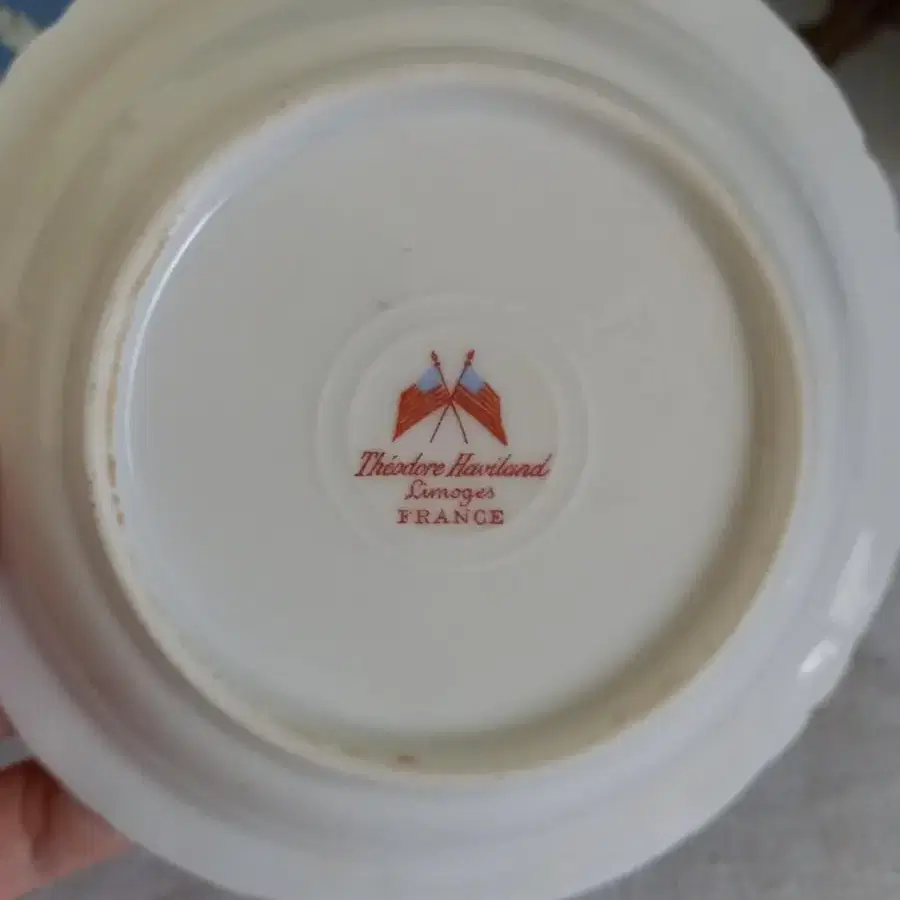 Théodore Haviland
Limoges
FRANCE